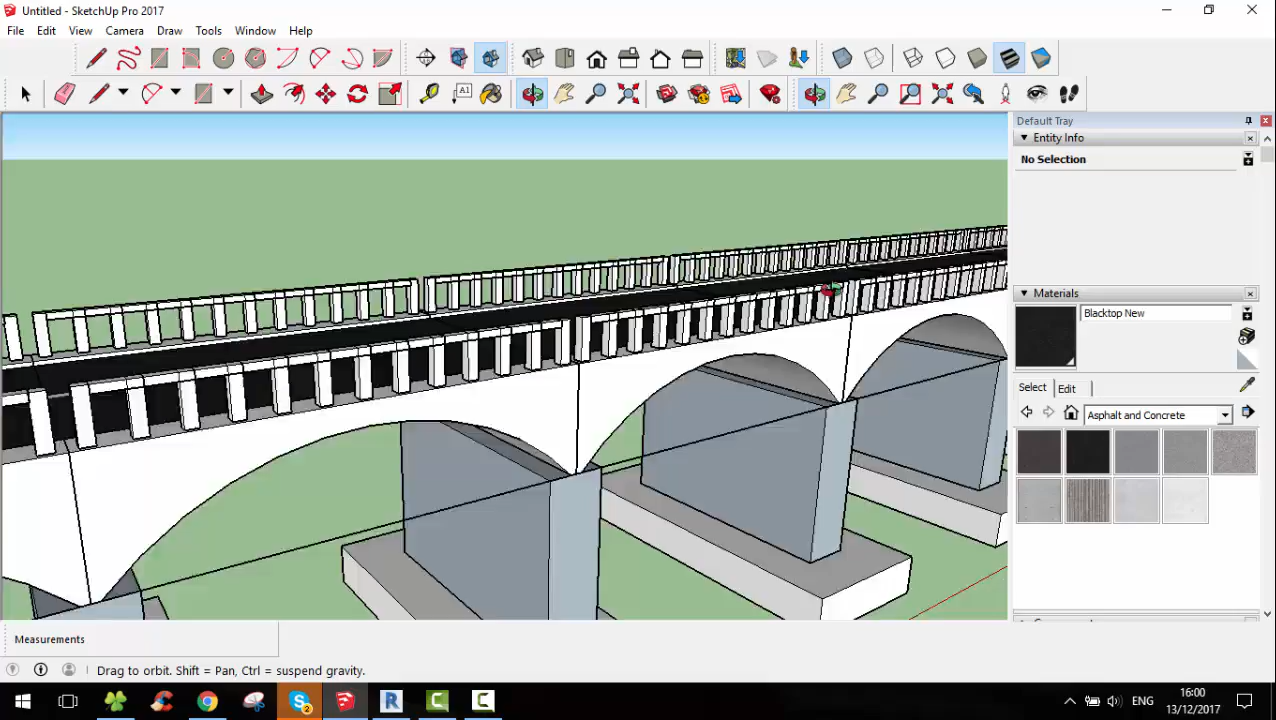 Untitled - SketchUp Pro 2017
File Edit View Camera Draw Tools Window Help
A1
Default Tray
Entity Info
No Selection
Materials
Blacktop New
Select Edit
Asphalt and Concrete
Measurements
Drag to orbit. Shift = Pan, Ctrl = suspend gravity.
2
R
C
C
ENG
16:00
13/12/2017